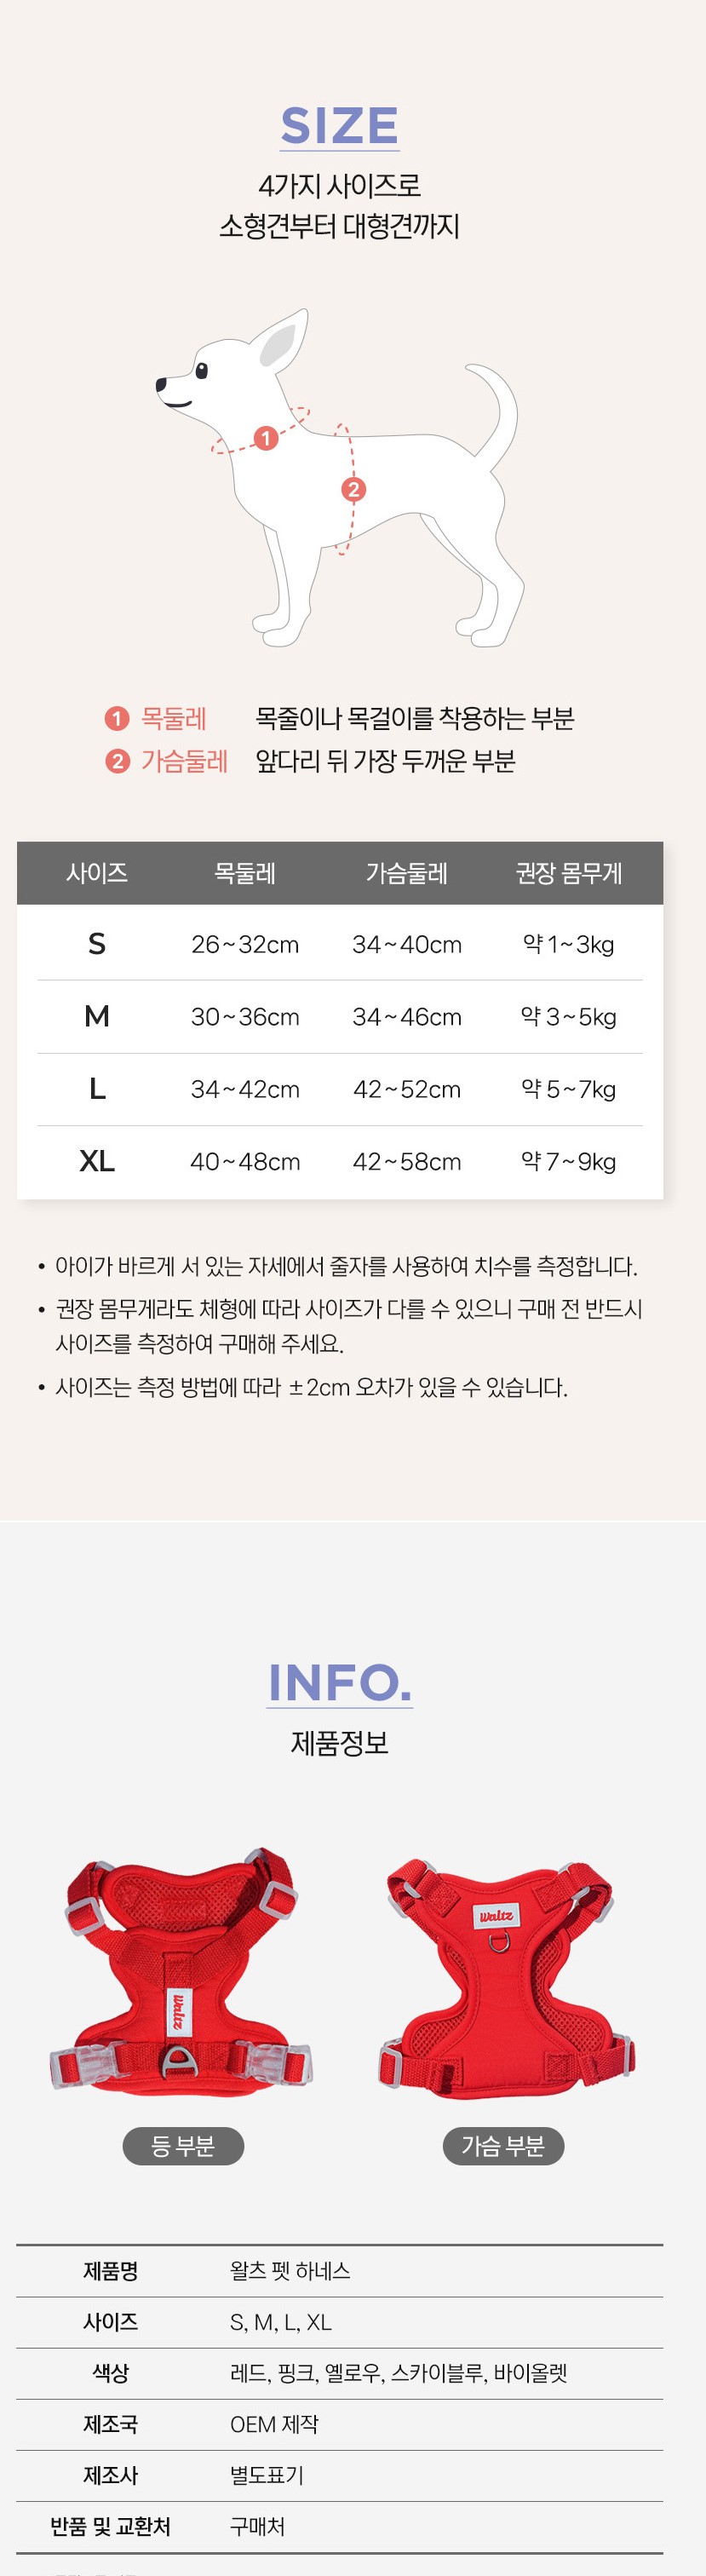 SIZE
4가지 사이즈로
소형견부터 대형견까지
1
2
1 목둘레 목줄이나 목걸이를 착용하는 부분
2 가슴둘레 앞다리 뒤 가장 두꺼운 부분
사이즈 목둘레 가슴둘레 권장 몸무게
S 26~32cm 34~40cm 약 1~3kg
M 30~36cm 34~46cm 약 3~5kg
L 34~42cm 42~52cm 약 5~7kg
XL 40~48cm 42~58cm 약 7~9kg
• 아이가 바르게 서 있는 자세에서 줄자를 사용하여 치수를 측정합니다.
• 권장 몸무게라도 체형에 따라 사이즈가 다를 수 있으니 구매 전 반드시
사이즈를 측정하여 구매해 주세요.
• 사이즈는 측정 방법에 따라 ±2cm 오차가 있을 수 있습니다.
INFO.
제품정보
waltz
waltz
등 부분
가슴 부분
제품명 왈츠 펫 하네스
사이즈 S, M, L, XL
색상 레드, 핑크, 옐로우, 스카이블루, 바이올렛
제조국 OEM 제작
제조사 별도표기
반품 및 교환처 구매처